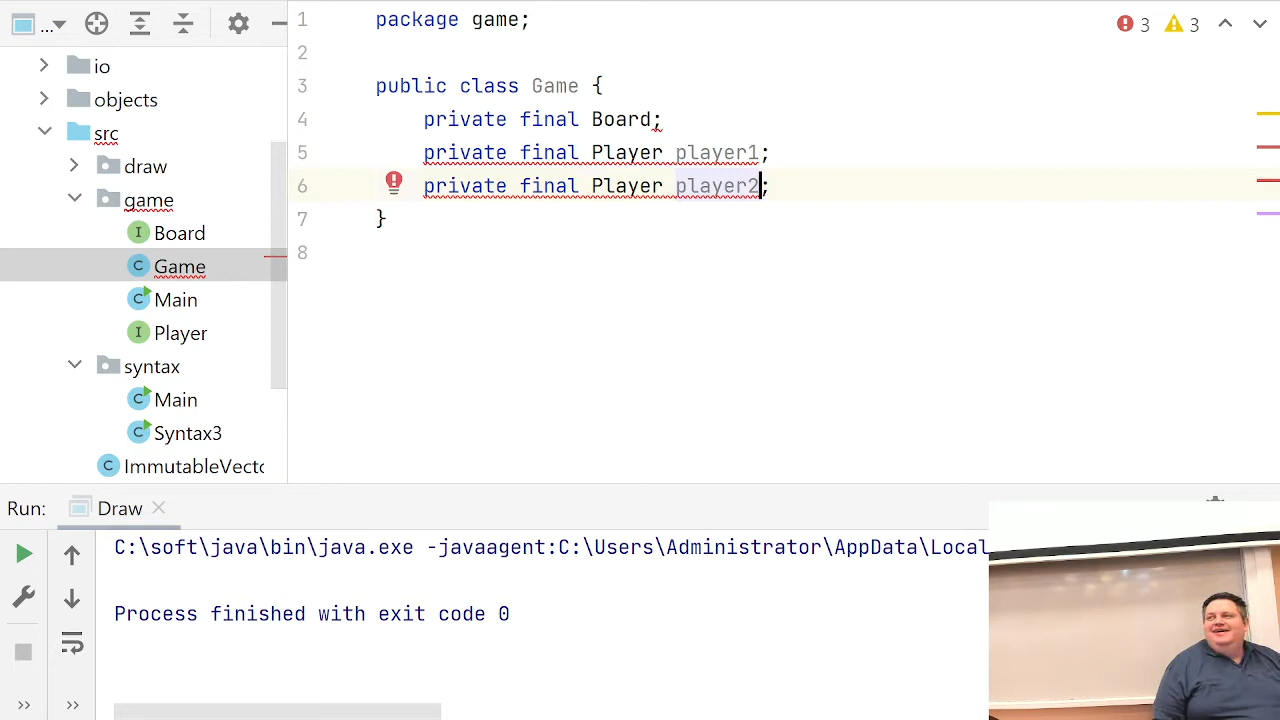 ...
io
objects
src
draw
game
Board
Game
Main
Player
syntax
Main
Syntax3
ImmutableVecto
1 package game;
2
3 public class Game {
4 private final Board;
5 private final Player player1;
6 private final Player player2;
7 }
8
3 3
Run: Draw
C:\soft\java\bin\java.exe -javaagent:C:\Users\Administrator\AppData\Local
Process finished with exit code 0